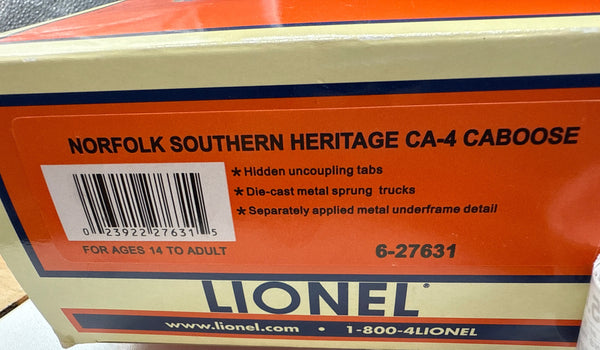 NORFOLK SOUTHERN HERITAGE CA-4 CABOOSE
* Hidden uncoupling tabs
* Die-cast metal sprung trucks
* Separately applied metal underframe detail
0 23922 27631 5
FOR AGES 14 TO ADULT
6-27631
LIONEL®
www.lionel.com • 1-800-4LIONEL